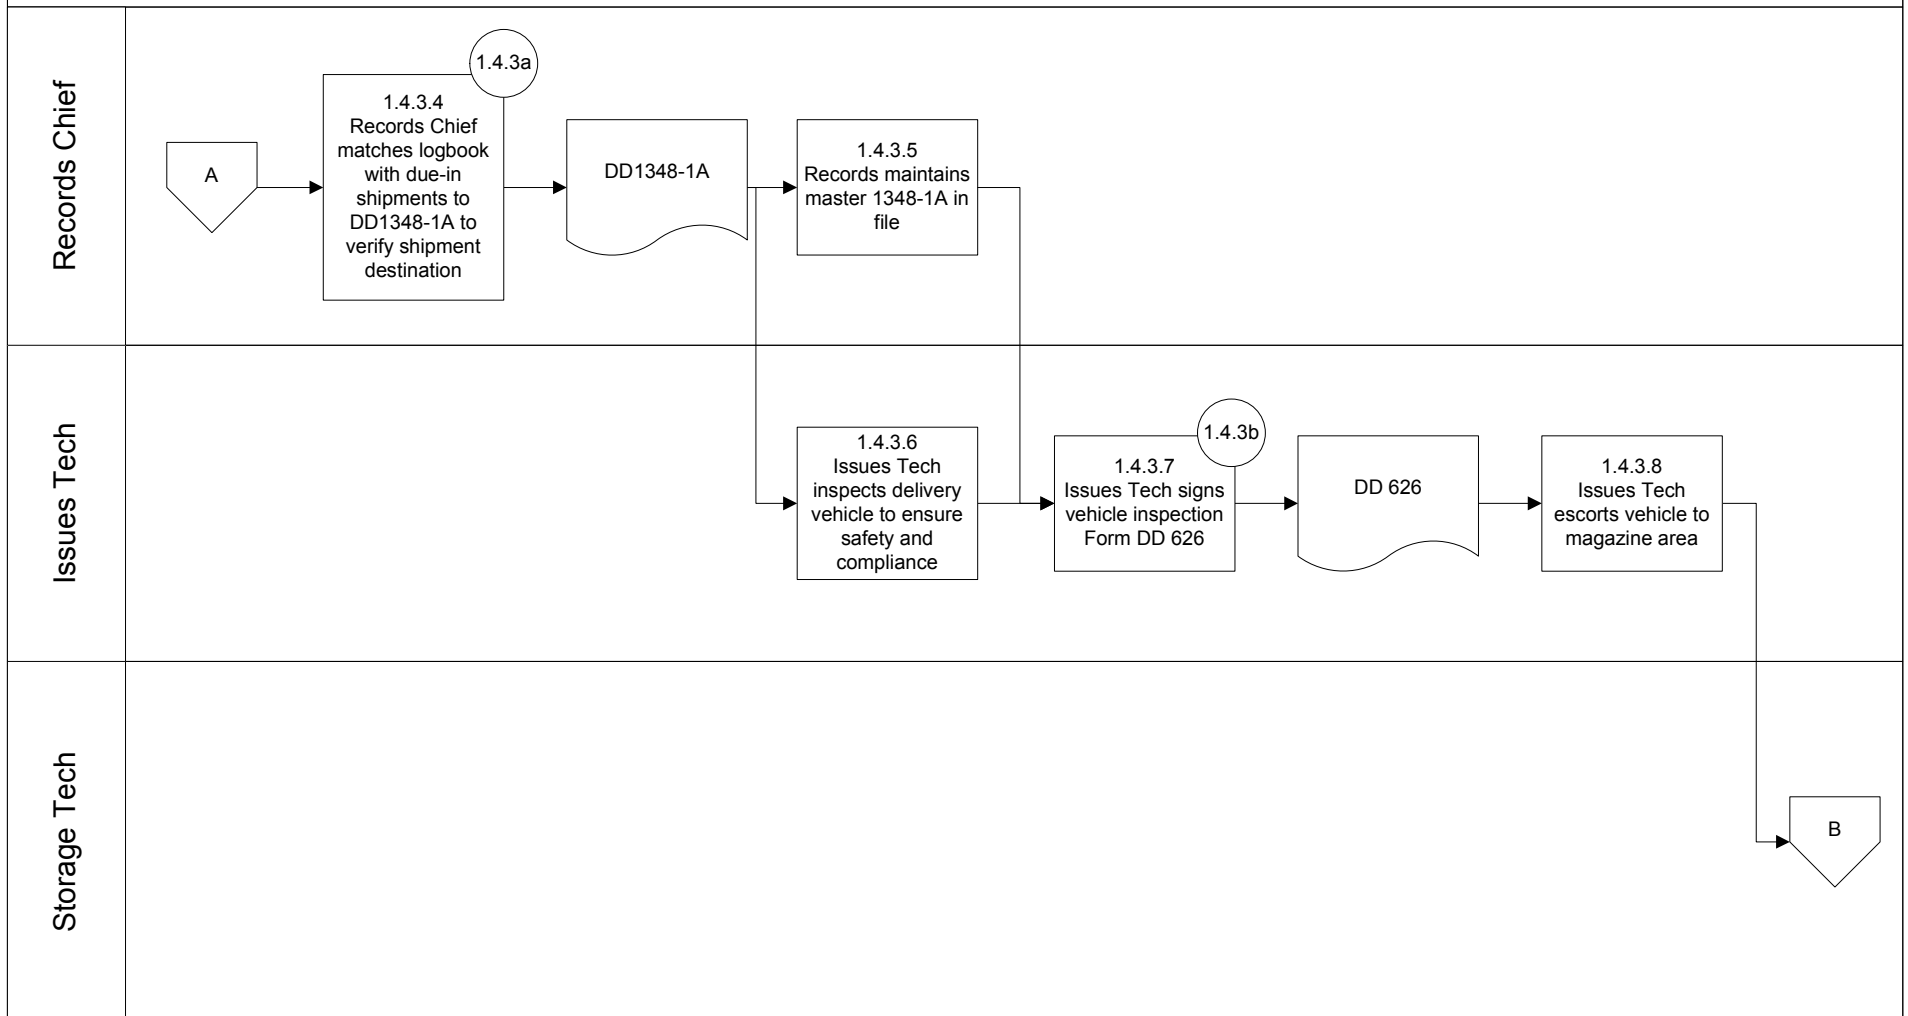 Records Chief
A
1.4.3a
1.4.3.4
Records Chief
matches logbook
with due-in
shipments to
DD1348-1A to
verify shipment
destination
DD1348-1A
1.4.3.5
Records maintains
master 1348-1A in
file
Issues Tech
1.4.3.6
Issues Tech
inspects delivery
vehicle to ensure
safety and
compliance
1.4.3b
1.4.3.7
Issues Tech signs
vehicle inspection
Form DD 626
DD 626
1.4.3.8
Issues Tech
escorts vehicle to
magazine area
Storage Tech
B